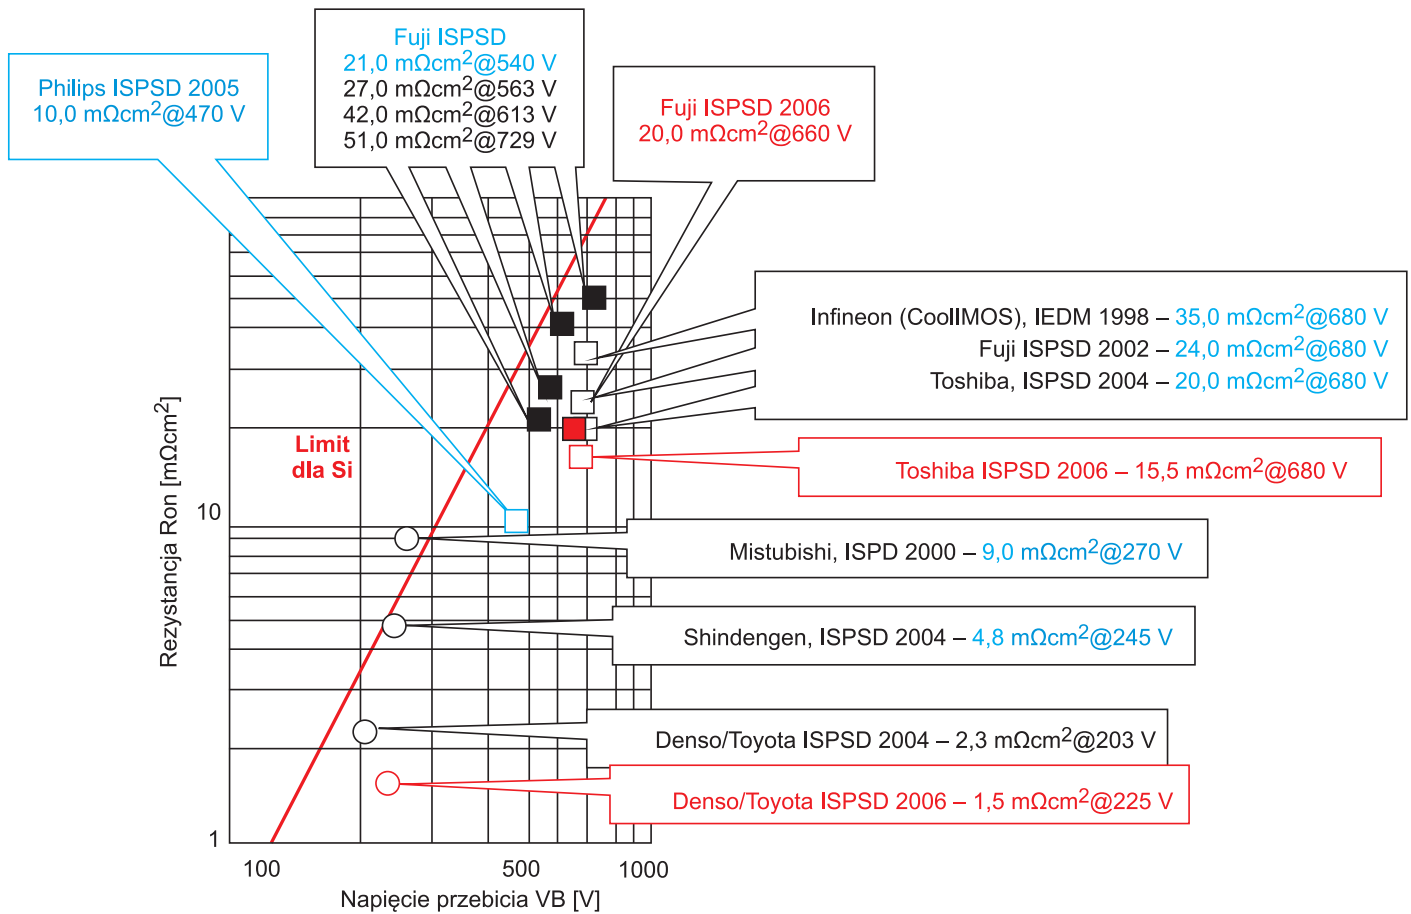 Fuji ISPSD
21,0 mΩcm²@540 V
27,0 mΩcm²@563 V
42,0 mΩcm²@613 V
51,0 mΩcm²@729 V
Philips ISPSD 2005
10,0 mΩcm²@470 V
Fuji ISPSD 2006
20,0 mΩcm²@660 V
Infineon (CoolIMOS), IEDM 1998 – 35,0 mΩcm²@680 V
Fuji ISPSD 2002 – 24,0 mΩcm²@680 V
Toshiba, ISPSD 2004 – 20,0 mΩcm²@680 V
Limit
dla Si
Toshiba ISPSD 2006 – 15,5 mΩcm²@680 V
Mistubishi, ISPD 2000 – 9,0 mΩcm²@270 V
Shindengen, ISPSD 2004 – 4,8 mΩcm²@245 V
Denso/Toyota ISPSD 2004 – 2,3 mΩcm²@203 V
Denso/Toyota ISPSD 2006 – 1,5 mΩcm²@225 V
Rezystancja Ron [mΩcm²]
10
1
100
500
1000
Napięcie przebicia VB [V]